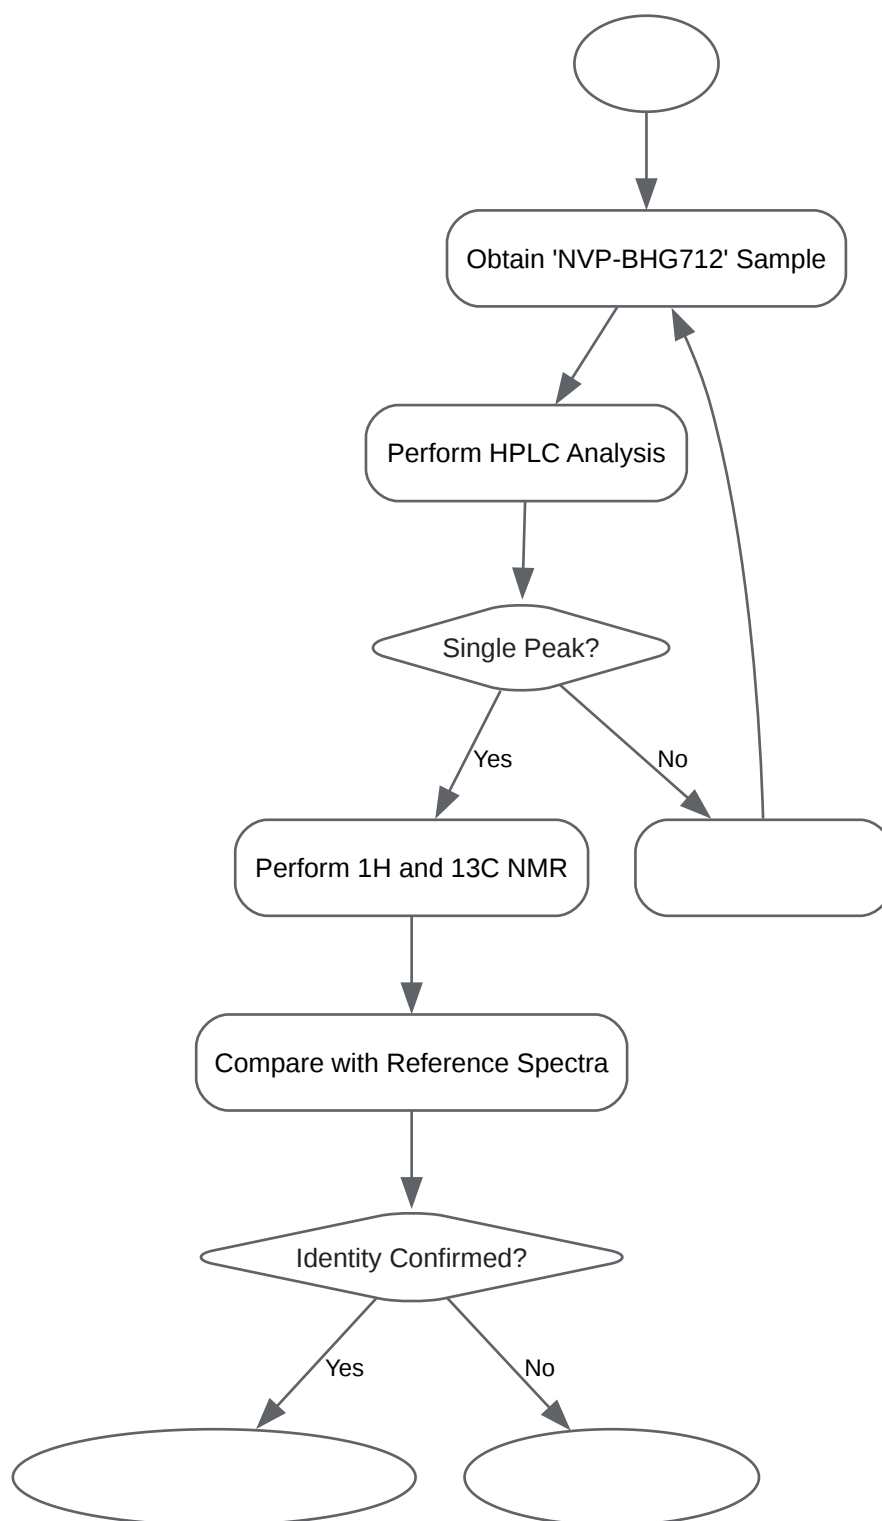 Obtain 'NVP-BHG712' Sample
Perform HPLC Analysis
Single Peak?
Yes
No
Perform 1H and 13C NMR
Compare with Reference Spectra
Identity Confirmed?
Yes
No